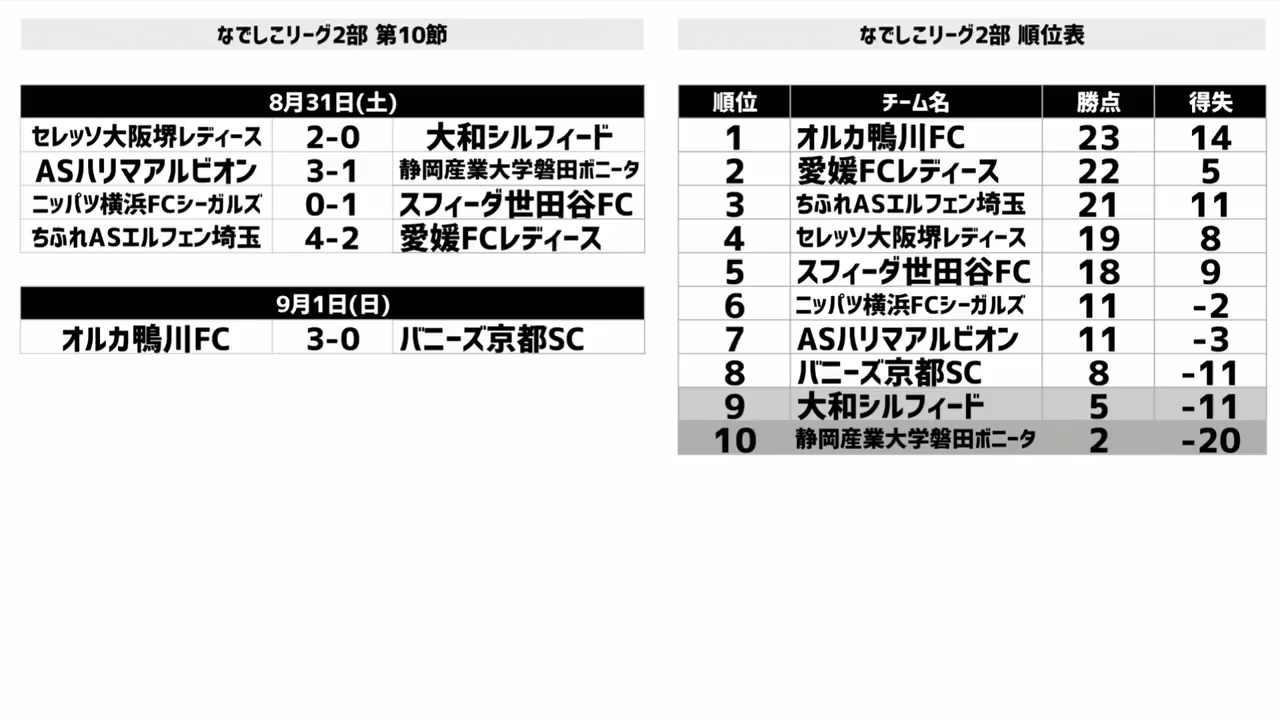 なでしこリーグ2部 第10節
8月31日(土)
セレッソ大阪堺レディース 2-0 大和シルフィード
ASハリマアルビオン 3-1 静岡産業大学磐田ボニータ
ニッパツ横浜FCシーガルズ 0-1 スフィーダ世田谷FC
ちふれASエルフェン埼玉 4-2 愛媛FCレディース
9月1日(日)
オルカ鴨川FC 3-0 バニーズ京都SC
なでしこリーグ2部 順位表
順位 チーム名 勝点 得失
1 オルカ鴨川FC 23 14
2 愛媛FCレディース 22 5
3 ちふれASエルフェン埼玉 21 11
4 セレッソ大阪堺レディース 19 8
5 スフィーダ世田谷FC 18 9
6 ニッパツ横浜FCシーガルズ 11 -2
7 ASハリマアルビオン 11 -3
8 バニーズ京都SC 8 -11
9 大和シルフィード 5 -11
10 静岡産業大学磐田ボニータ 2 -20